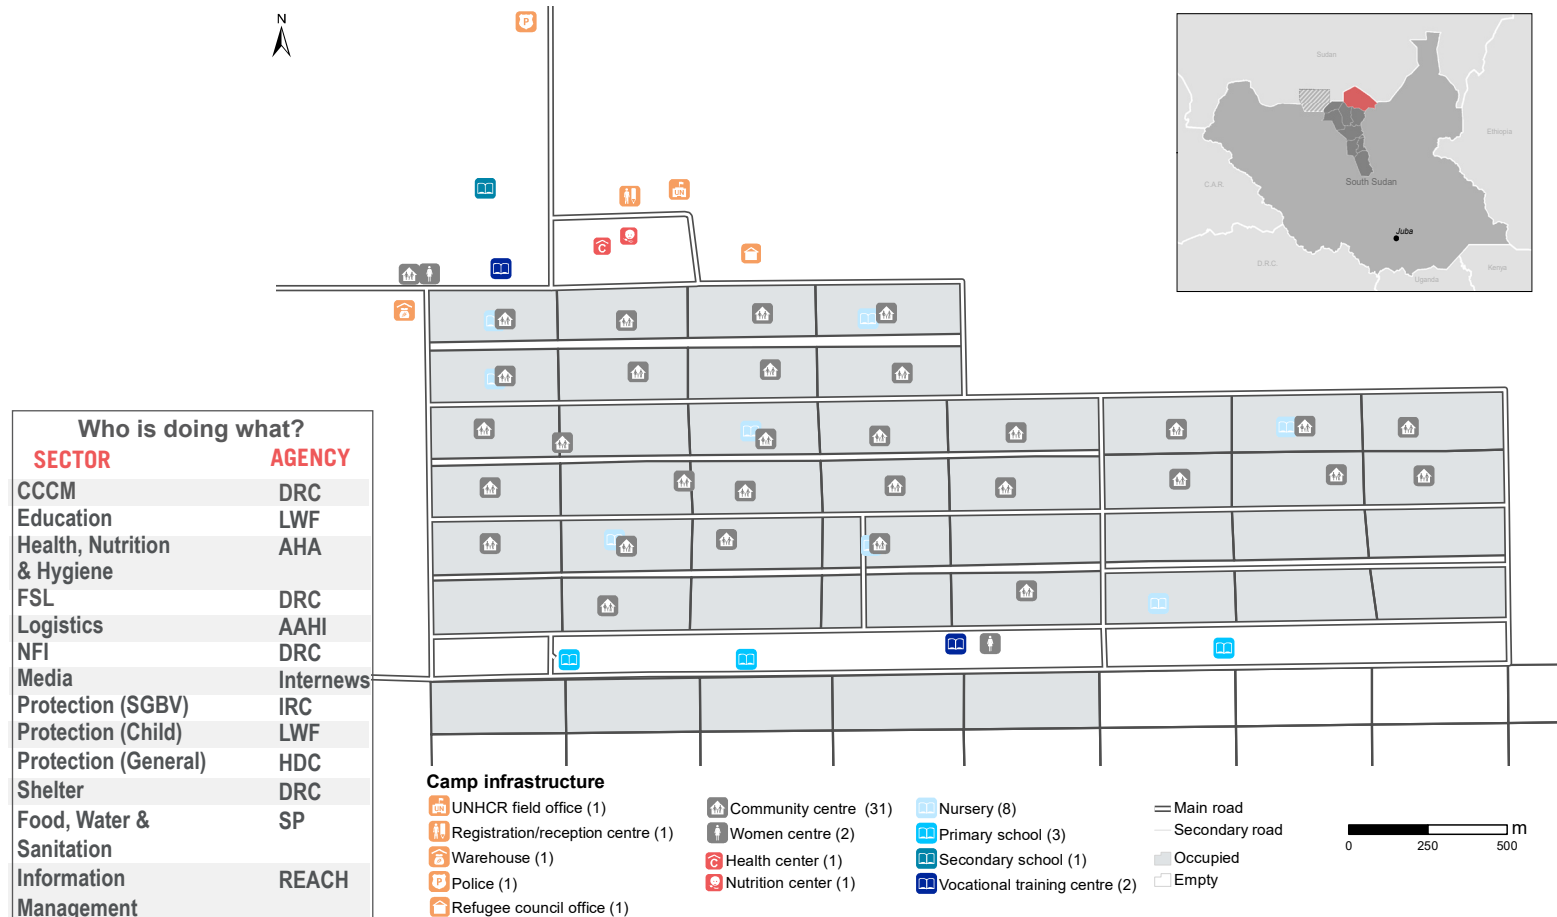 N
Sudan
Ethiopia
C.A.R.
South Sudan
Juba
D.R.C.
Uganda
Kenya
Who is doing what?
SECTOR AGENCY
CCCM DRC
Education LWF
Health, Nutrition AHA
& Hygiene
FSL DRC
Logistics AAHI
NFI DRC
Media Internews
Protection (SGBV) IRC
Protection (Child) LWF
Protection (General) HDC
Shelter DRC
Food, Water & SP
Sanitation
Information REACH
Management
Camp infrastructure
UNHCR field office (1)
Registration/reception centre (1)
Warehouse (1)
Police (1)
Refugee council office (1)
Community centre (31)
Women centre (2)
Health center (1)
Nutrition center (1)
Nursery (8)
Primary school (3)
Secondary school (1)
Vocational training centre (2)
Main road
Secondary road
Occupied
Empty
m
0 250 500